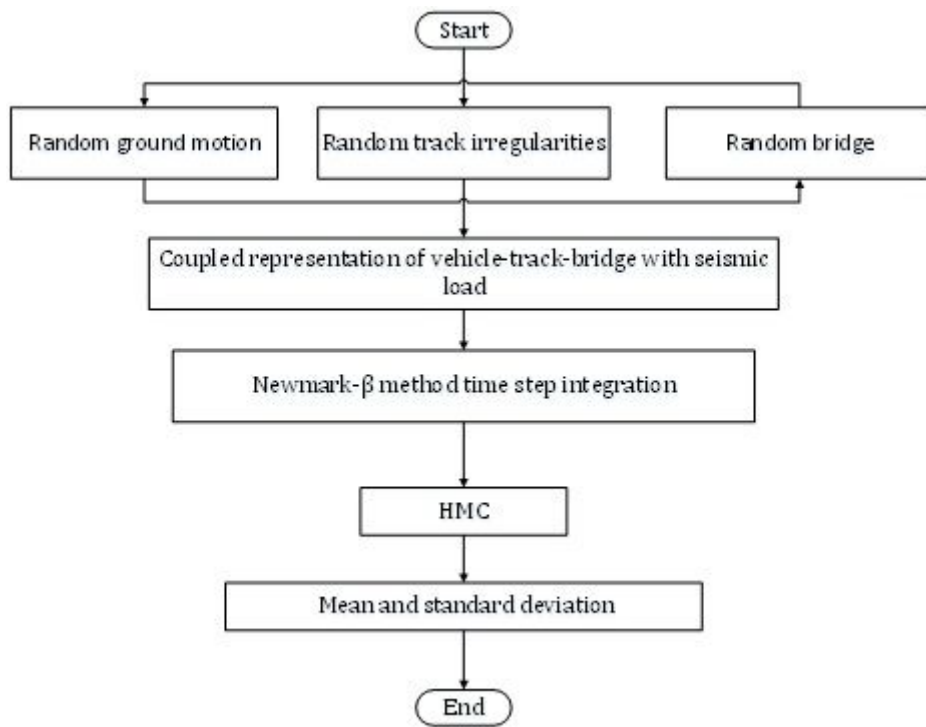 Start
Random ground motion
Random track irregularities
Random bridge
Coupled representation of vehicle-track-bridge with seismic
load
Newmark-β method time step integration
HMC
Mean and standard deviation
End